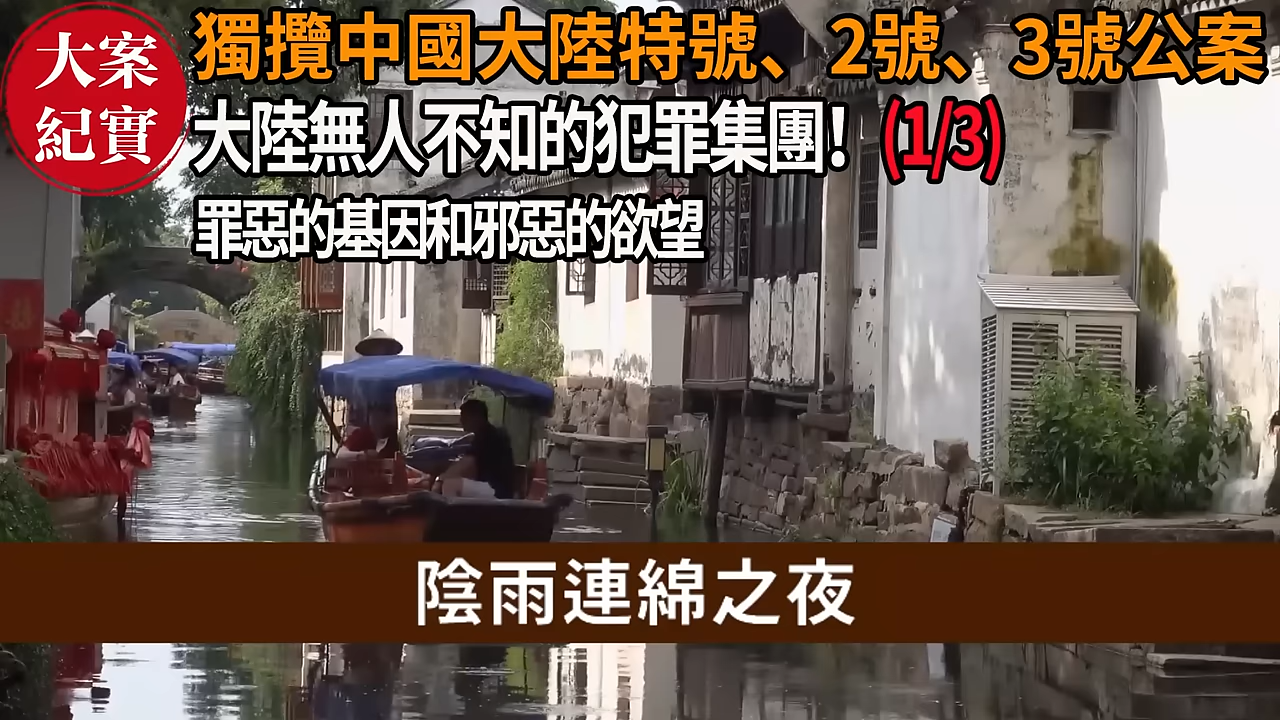 大案
紀實
獨攬中國大陸特號、2號、3號公案
大陸無人不知的犯罪集團！(1/3)
罪惡的基因和邪惡的欲望
陰雨連綿之夜